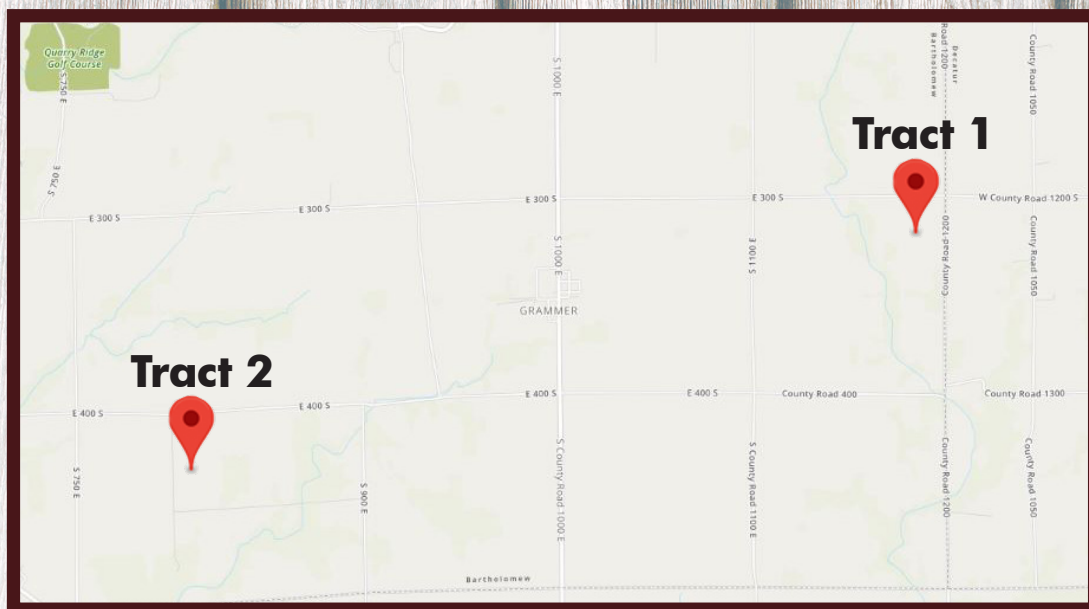 Quarry Ridge
Golf Course
S 750 E
S 750 E
S 1000 E
Road 1200
Decatur
Bartholomew
County Road 1050
Tract 1
E 300 S
E 300 S
E 300 S
E 300 S
W County Road 1200 S
S 1000 E
S 1100 E
County Road 1200
County Road 1050
GRAMMER
Tract 2
E 400 S
E 400 S
E 400 S
E 400 S
County Road 400
County Road 1300
S 750 E
S 900 E
S County Road 1000 E
S County Road 1100 E
County Road 1200
County Road 1050
Bartholomew